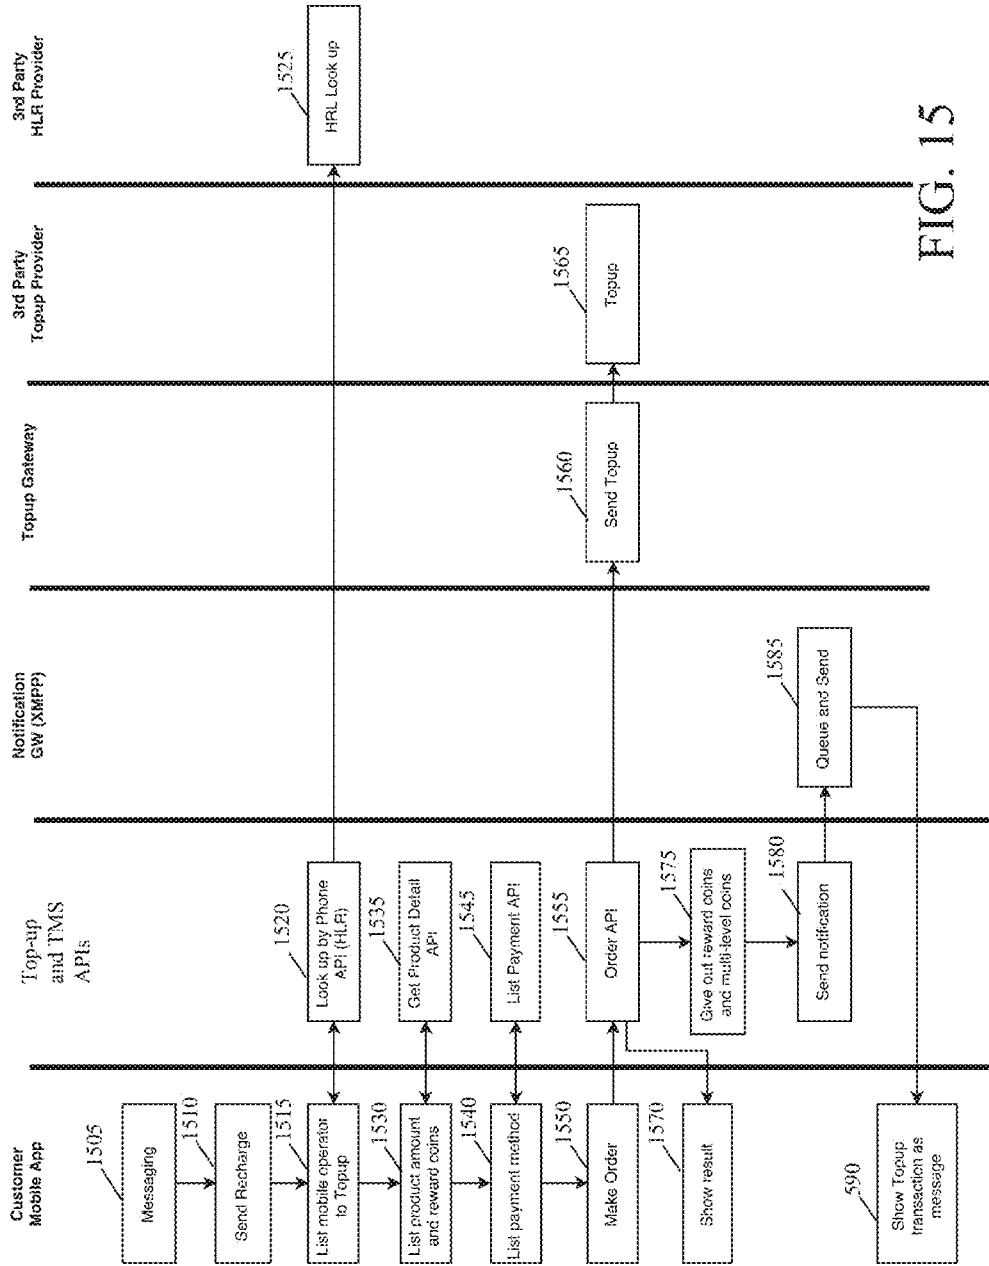 Customer
Mobile App
Top-up
and TMS
APIs
Notification
GW (XMPP)
Topup Gateway
3rd Party
Topup Provider
3rd Party
HLR Provider
1505
Messaging
1510
Send Recharge
1515
List mobile operator
to Topup
1520
Look up by Phone
API (HLR)
1525
HRL Look up
1530
List product amount
and reward coins
1535
Get Product Detail
API
1540
List payment method
1545
List Payment API
1550
Make Order
1555
Order API
1560
Send Topup
1565
Topup
1570
Show result
1575
Give out reward coins
and multi-level coins
1580
Send notification
1585
Queue and Send
590
Show Topup
transaction as
message
FIG. 15